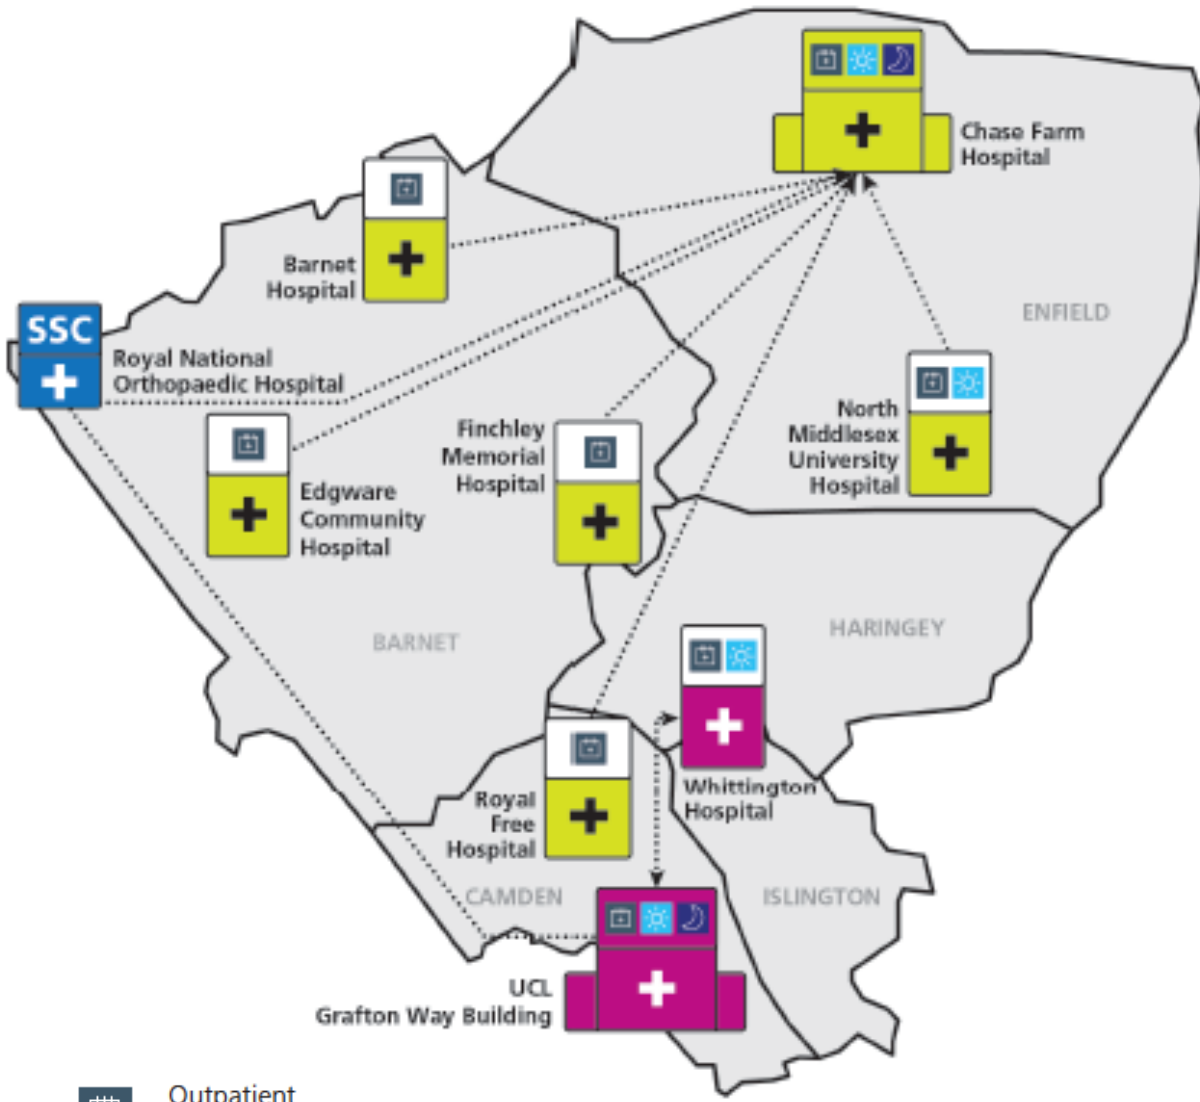 Chase Farm
Hospital
Barnet
Hospital
ENFIELD
SSC
Royal National
Orthopaedic Hospital
North
Middlesex
University
Hospital
Finchley
Memorial
Hospital
Edgware
Community
Hospital
BARNET
HARINGEY
Whittington
Hospital
Royal
Free
Hospital
CAMDEN
ISLINGTON
UCL
Grafton Way Building
Outpatient